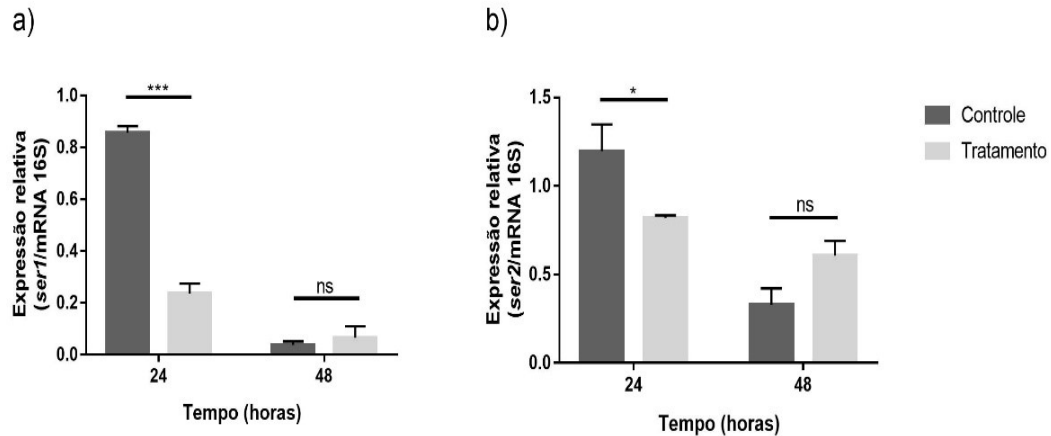 a)
Expressão relativa
(ser1/mRNA 16S)
1.0
0.8
0.6
0.4
0.2
0.0
***
ns
24
48
Tempo (horas)
b)
Expressão relativa
(ser2/mRNA 16S)
1.5
1.0
0.5
0.0
*
ns
24
48
Tempo (horas)
Controle
Tratamento